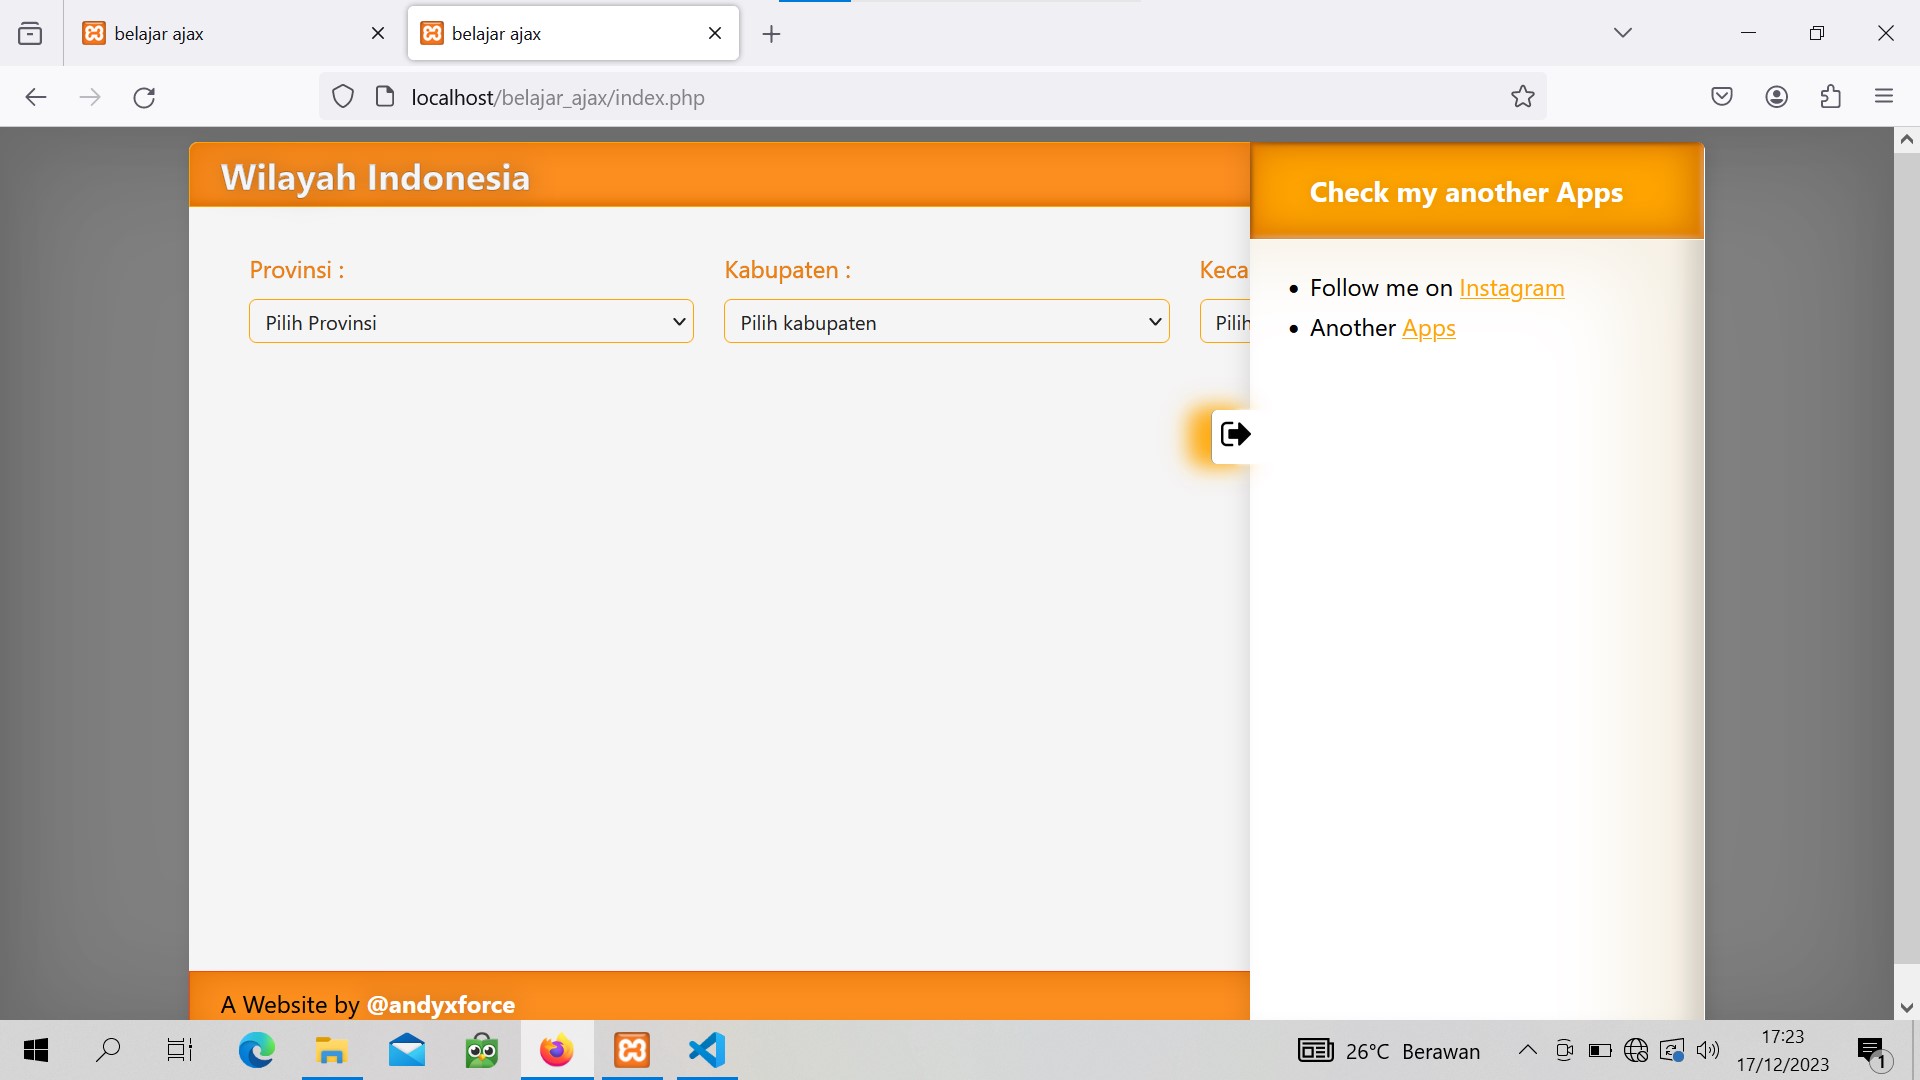 belajar ajax
belajar ajax
localhost/belajar_ajax/index.php
Wilayah Indonesia
Check my another Apps
Provinsi :
Kabupaten :
Keca
Pilih Provinsi
Pilih kabupaten
Pilih
Follow me on Instagram
Another Apps
A Website by @andyxforce
26°C Berawan
17:23
17/12/2023
1